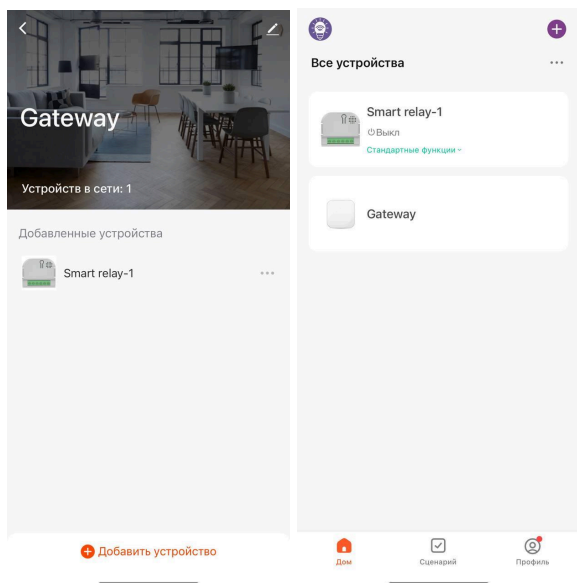 Gateway
Устройств в сети: 1
Добавленные устройства
Smart relay-1
Добавить устройство
Все устройства
Smart relay-1
Выкл
Стандартные функции
Gateway
Дом
Сценарий
Профиль